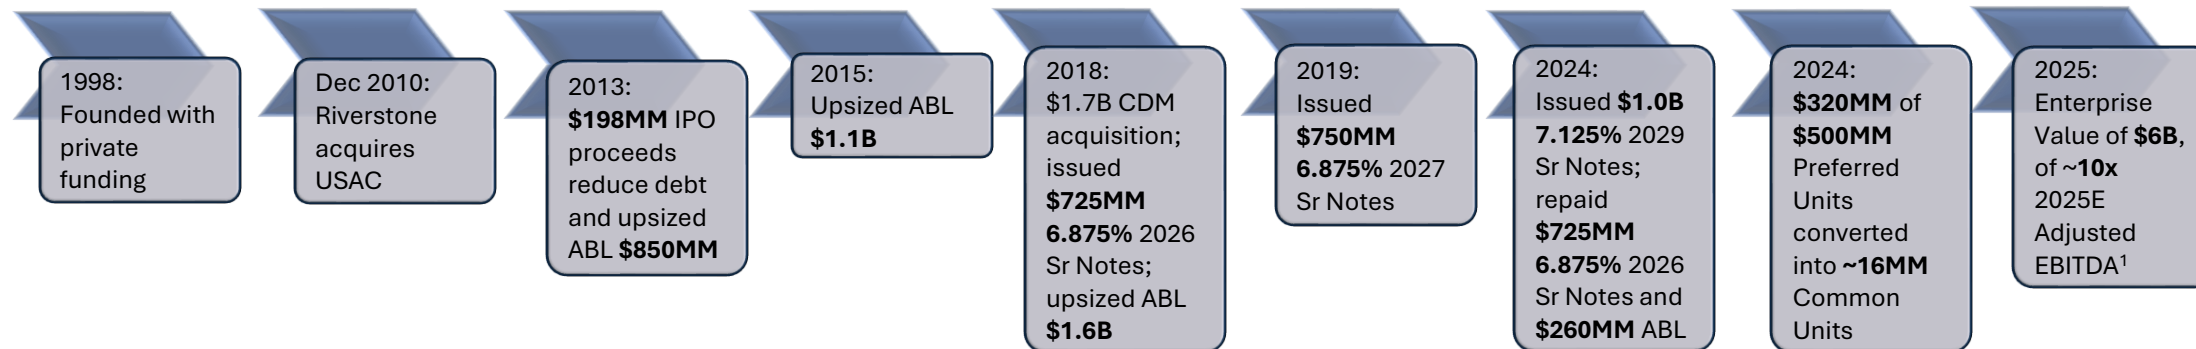 1998:
Founded with
private
funding
Dec 2010:
Riverstone
acquires
USAC
2013:
$198MM IPO
proceeds
reduce debt
and upsized
ABL $850MM
2015:
Upsized ABL
$1.1B
2018:
$1.7B CDM
acquisition;
issued
$725MM
6.875% 2026
Sr Notes;
upsized ABL
$1.6B
2019:
Issued
$750MM
6.875% 2027
Sr Notes
2024:
Issued $1.0B
7.125% 2029
Sr Notes;
repaid
$725MM
6.875% 2026
Sr Notes and
$260MM ABL
2024:
$320MM of
$500MM
Preferred
Units
converted
into ~16MM
Common
Units
2025:
Enterprise
Value of $6B,
of ~10x
2025E
Adjusted
EBITDA¹